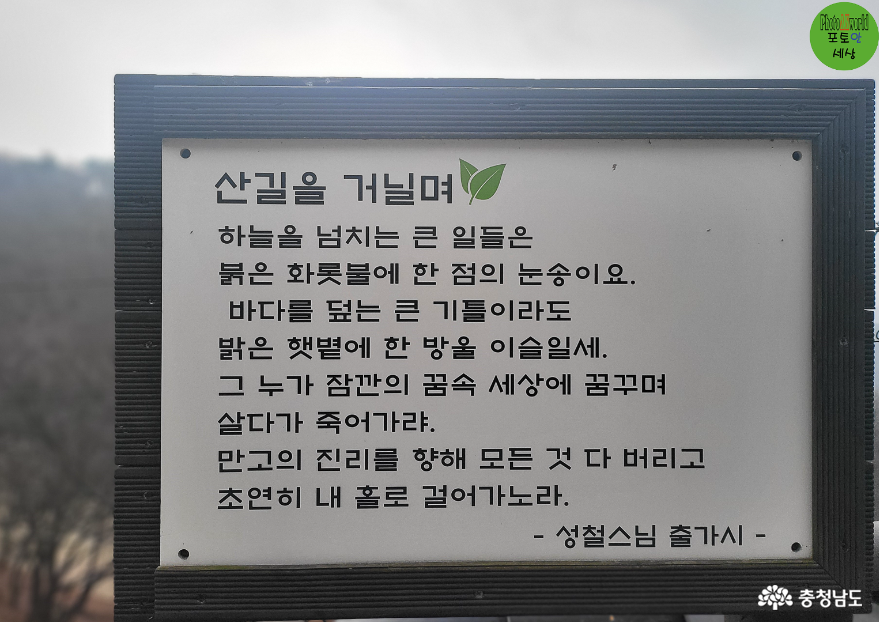 Photo world
포토안
세상
산길을 거닐며
하늘을 넘치는 큰 일들은
붉은 화롯불에 한 점의 눈송이요.
바다를 덮는 큰 기틀이라도
밝은 햇볕에 한 방울 이슬일세.
그 누가 잠깐의 꿈속 세상에 꿈꾸며
살다가 죽어가랴.
만고의 진리를 향해 모든 것 다 버리고
초연히 내 홀로 걸어가노라.
- 성철스님 출가시 -
충청남도